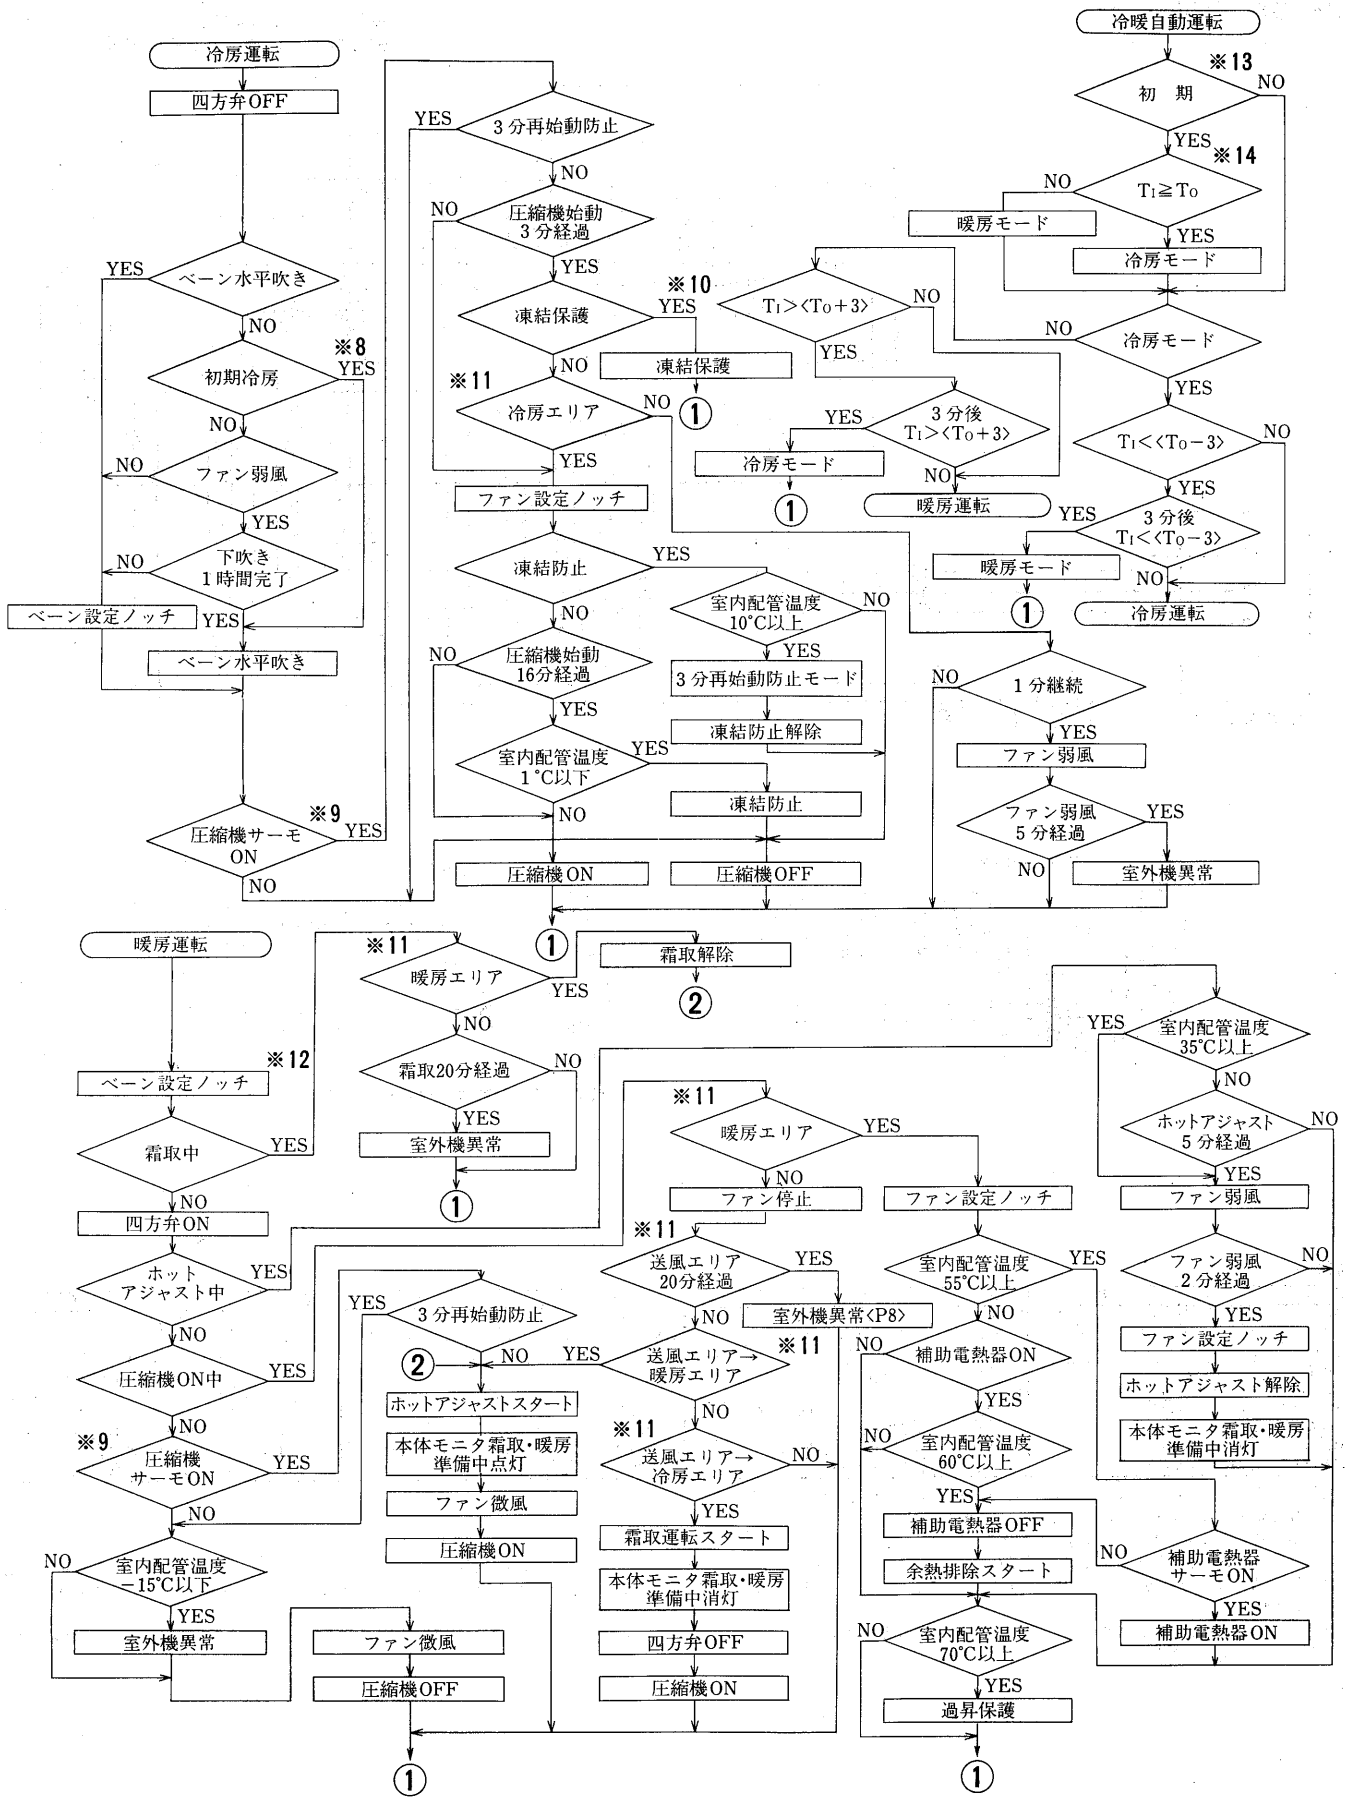 冷房運転
四方弁OFF
ベーン水平吹き
YES
NO
※8
初期冷房
YES
NO
ファン弱風
NO
YES
下吹き
1時間完了
NO
ベーン設定ノッチ
YES
ベーン水平吹き
※9
圧縮機サーモ
ON
YES
NO
3分再始動防止
YES
NO
圧縮機始動
3分経過
NO
YES
※10
凍結保護
YES
NO
凍結保護
①
※11
冷房エリア
NO
YES
ファン設定ノッチ
凍結防止
YES
NO
室内配管温度
10℃以上
NO
YES
3分再始動防止モード
凍結防止解除
圧縮機始動
16分経過
NO
YES
室内配管温度
1℃以下
YES
NO
凍結防止
圧縮機ON
圧縮機OFF
①
冷暖自動運転
※13
初 期
NO
YES
※14
TI≧TO
NO
暖房モード
YES
冷房モード
冷房モード
NO
YES
TI>〈TO+3〉
NO
YES
3分後
TI>〈TO+3〉
YES
冷房モード
①
NO
暖房運転
TI<〈TO−3〉
NO
YES
3分後
TI<〈TO−3〉
YES
暖房モード
①
NO
冷房運転
1分継続
NO
YES
ファン弱風
ファン弱風
5分経過
YES
NO
室外機異常
暖房運転
※12
ベーン設定ノッチ
霜取中
YES
NO
四方弁ON
ホット
アジャスト中
YES
NO
圧縮機ON中
YES
NO
※9
圧縮機
サーモON
YES
NO
室内配管温度
−15℃以下
NO
YES
室外機異常
※11
暖房エリア
YES
NO
霜取解除
②
霜取20分経過
NO
YES
室外機異常
①
3分再始動防止
YES
NO
②
ホットアジャストスタート
本体モニタ霜取・暖房
準備中点灯
ファン微風
圧縮機ON
ファン微風
圧縮機OFF
①
※11
暖房エリア
YES
NO
ファン停止
※11
送風エリア
20分経過
YES
NO
室外機異常〈P8〉
※11
送風エリア→
暖房エリア
YES
NO
※11
送風エリア→
冷房エリア
NO
YES
霜取運転スタート
本体モニタ霜取・暖房
準備中消灯
四方弁OFF
圧縮機ON
ファン設定ノッチ
室内配管温度
55℃以上
YES
NO
補助電熱器ON
NO
YES
室内配管温度
60℃以上
NO
YES
補助電熱器OFF
余熱排除スタート
室内配管温度
70℃以上
NO
YES
過昇保護
①
室内配管温度
35℃以上
YES
NO
ホットアジャスト
5分経過
NO
YES
ファン弱風
ファン弱風
2分経過
NO
YES
ファン設定ノッチ
ホットアジャスト解除
本体モニタ霜取・暖房
準備中消灯
補助電熱器
サーモON
NO
YES
補助電熱器ON